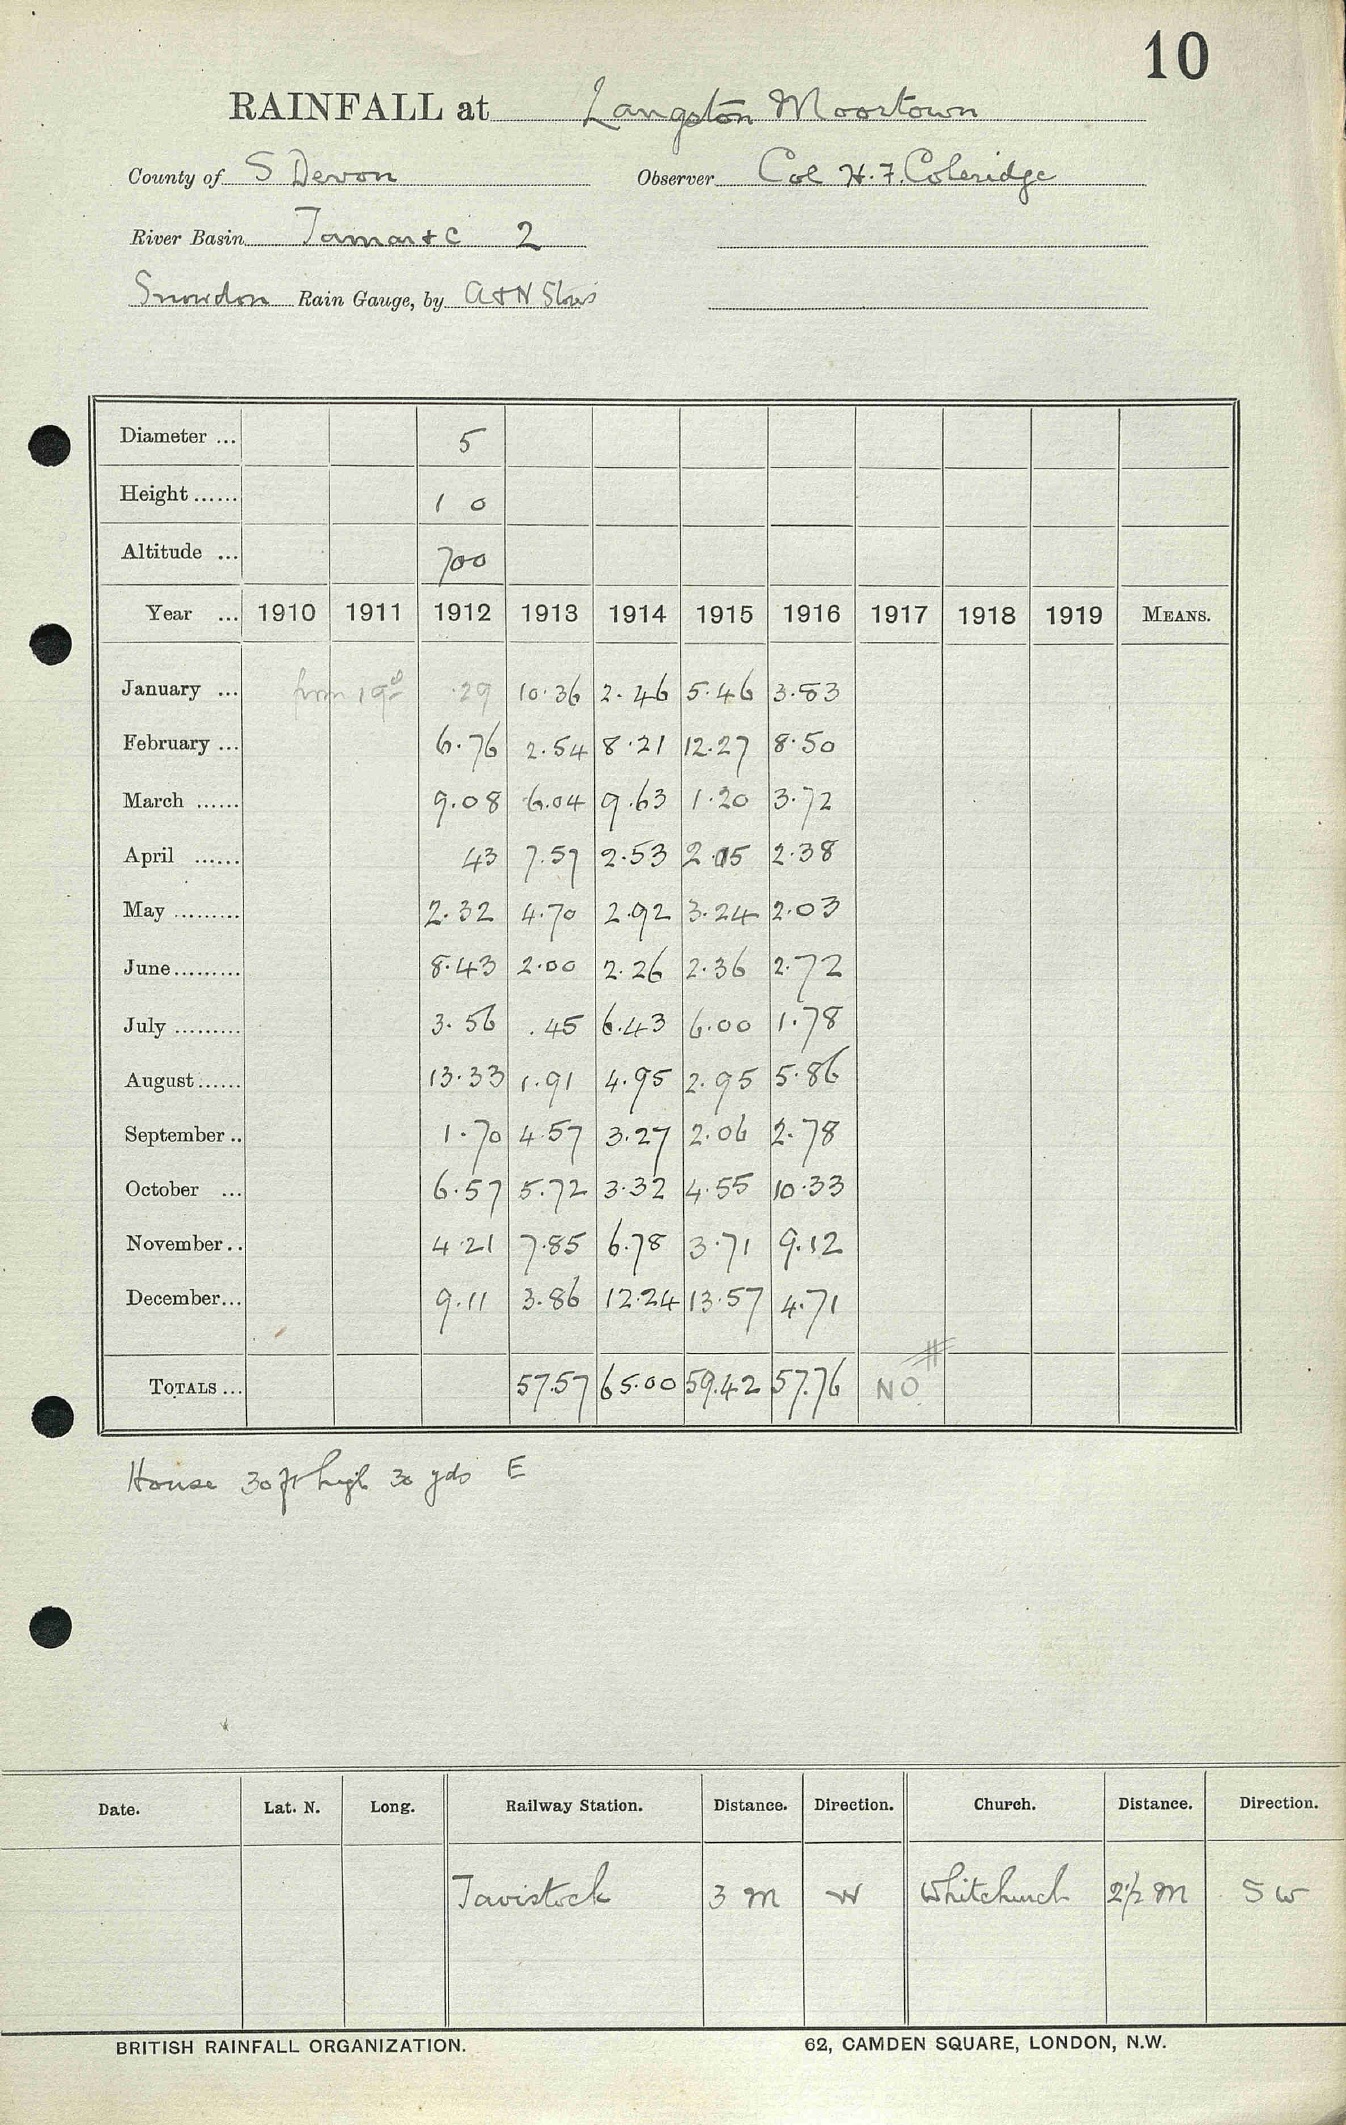 10
RAINFALL at Langston Moortown
County of S Devon Observer Col H. F. Coleridge
River Basin Tamar & C 2
Snowdon Rain Gauge, by A & N Stores
Diameter ... 5
Height ...... 1 0
Altitude ... 700
Year ... 1910 1911 1912 1913 1914 1915 1916 1917 1918 1919 MEANS.
January ... from 19th .29 10.36 2.46 5.46 3.83
February ... 6.76 2.54 8.21 12.27 8.50
March ...... 9.08 6.04 9.63 1.20 3.72
April ...... 43 7.57 2.53 2.05 2.38
May ......... 2.32 4.70 2.92 3.24 2.03
June ......... 8.43 2.00 2.26 2.36 2.72
July ......... 3.56 .45 6.43 6.00 1.78
August ...... 13.33 1.91 4.95 2.95 5.86
September .. 1.70 4.57 3.27 2.06 2.78
October ... 6.57 5.72 3.32 4.55 10.33
November .. 4.21 7.85 6.78 3.71 9.12
December ... 9.11 3.86 12.24 13.57 4.71
TOTALS ... 57.57 65.00 59.42 57.76 NO #
House 30 ft high 30 yds E
Date. Lat. N. Long. Railway Station. Distance. Direction. Church. Distance. Direction.
Tavistock 3 m W Whitchurch 2½ m SW
BRITISH RAINFALL ORGANIZATION. 62, CAMDEN SQUARE, LONDON, N.W.